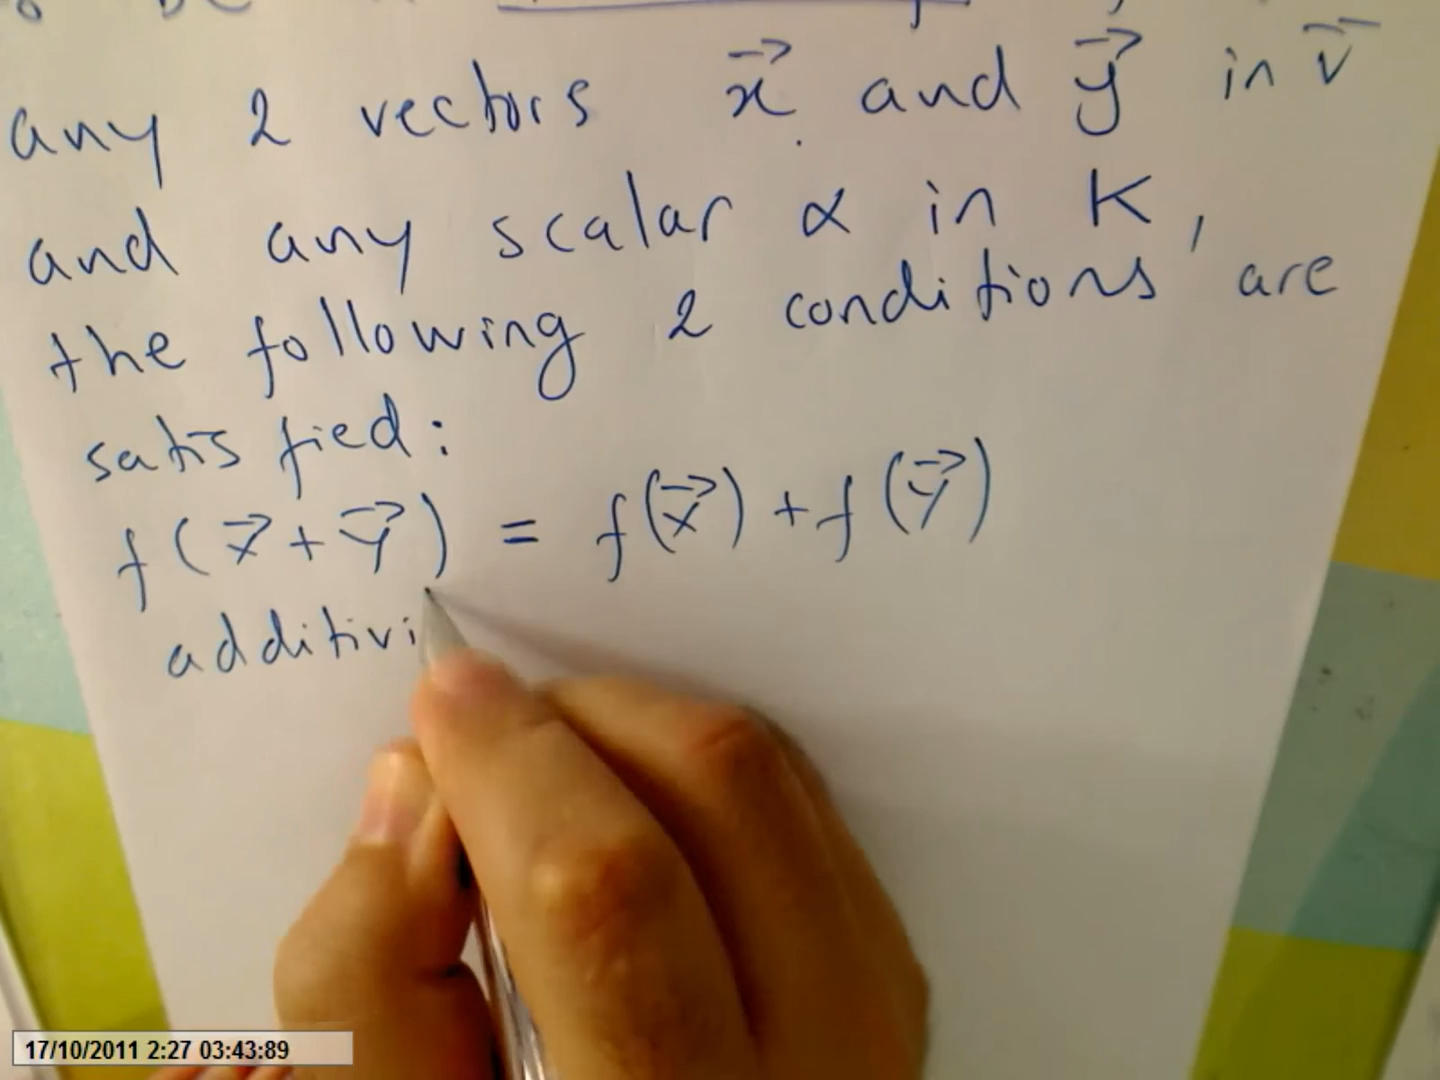 any 2 vectors x⃗ and y⃗ in V⃗
and any scalar α in K,
the following 2 conditions are
satisfied:
f(x⃗+y⃗) = f(x⃗)+f(y⃗)
additivi
17/10/2011 2:27 03:43:89